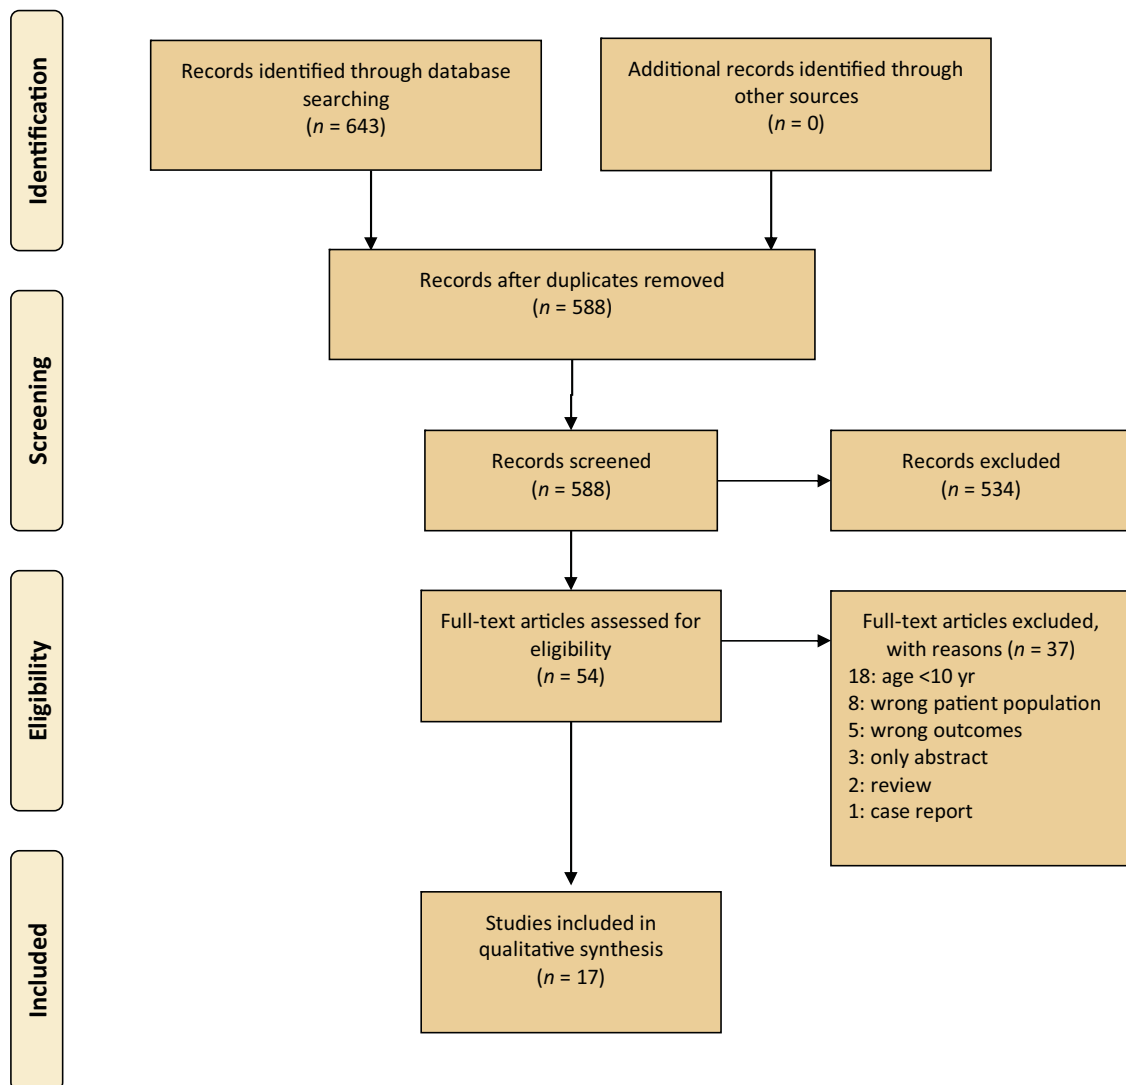 Identification
Records identified through database
searching
(n = 643)
Additional records identified through
other sources
(n = 0)
Records after duplicates removed
(n = 588)
Screening
Records screened
(n = 588)
Records excluded
(n = 534)
Eligibility
Full-text articles assessed for
eligibility
(n = 54)
Full-text articles excluded,
with reasons (n = 37)
18: age <10 yr
8: wrong patient population
5: wrong outcomes
3: only abstract
2: review
1: case report
Included
Studies included in
qualitative synthesis
(n = 17)